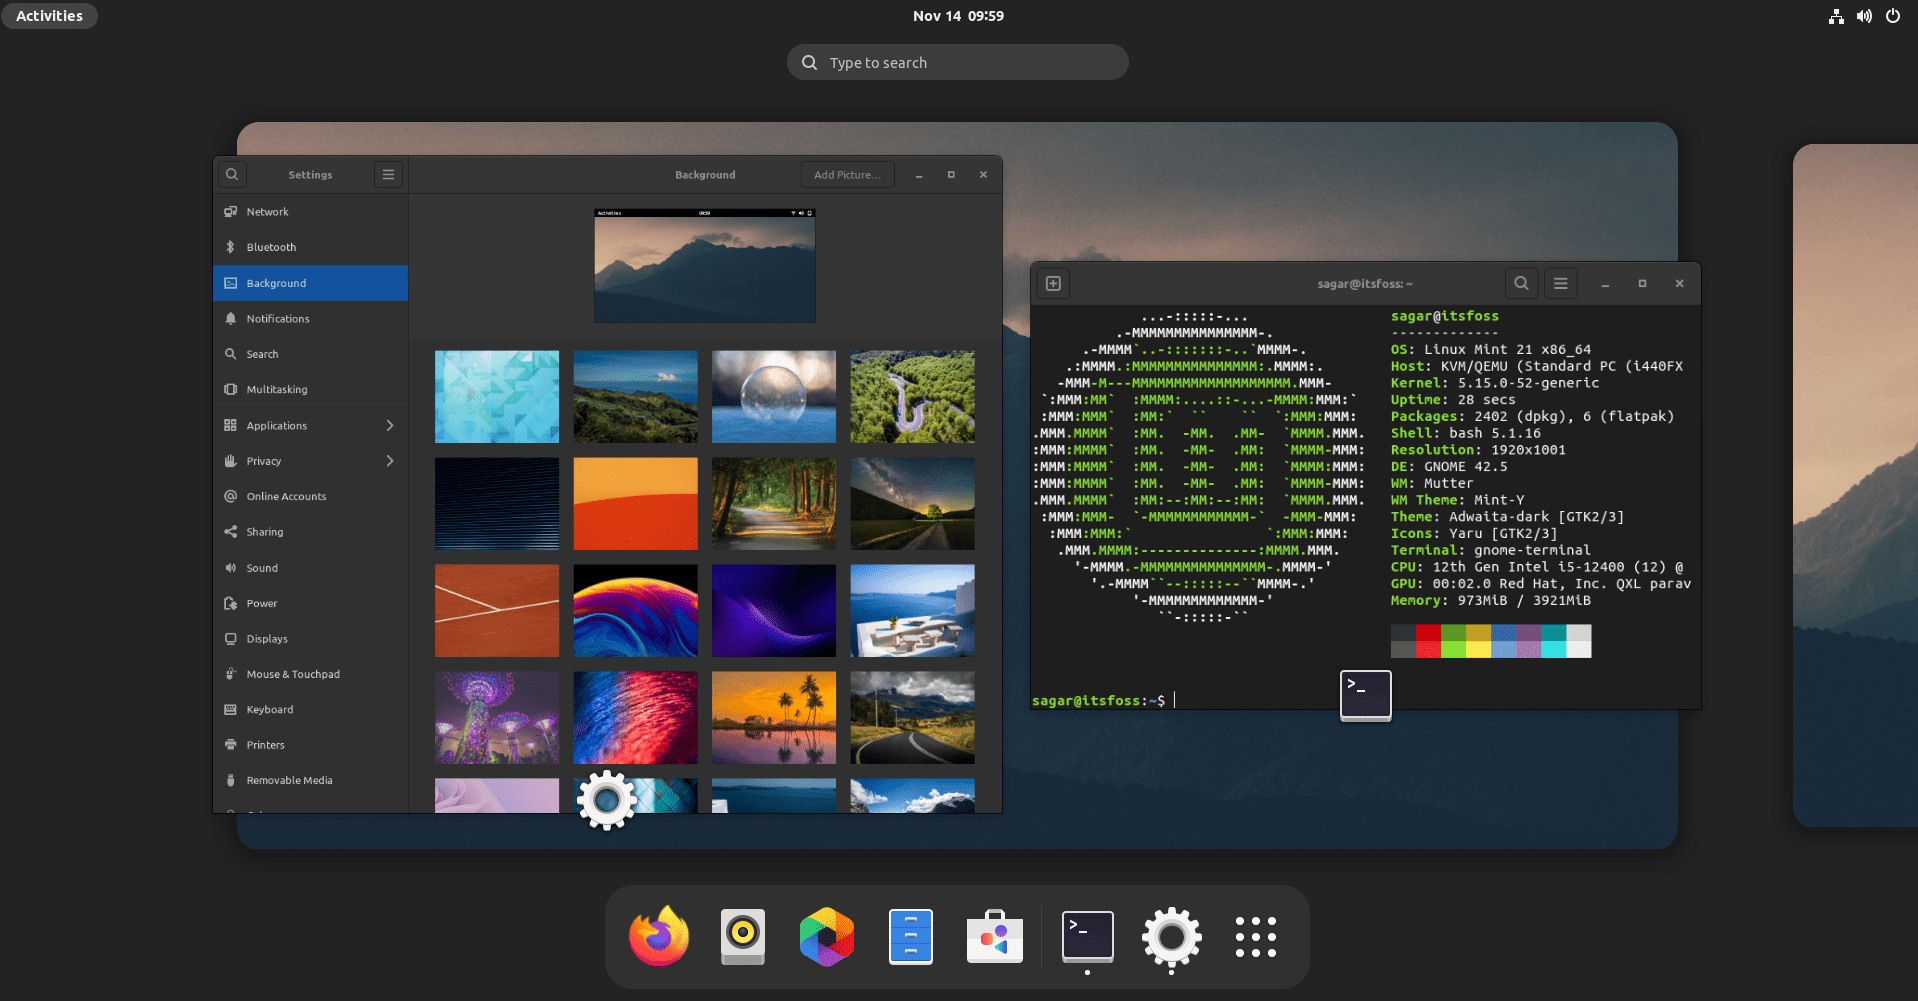 Activities
Nov 14 09:59
Type to search
Settings
Background
Add Picture...
Network
Bluetooth
Background
Notifications
Search
Multitasking
Applications
Privacy
Online Accounts
Sharing
Sound
Power
Displays
Mouse & Touchpad
Keyboard
Printers
Removable Media
Activities
09:59
sagar@itsfoss: ~
sagar@itsfoss
-------------
OS: Linux Mint 21 x86_64
Host: KVM/QEMU (Standard PC (i440FX
Kernel: 5.15.0-52-generic
Uptime: 28 secs
Packages: 2402 (dpkg), 6 (flatpak)
Shell: bash 5.1.16
Resolution: 1920x1001
DE: GNOME 42.5
WM: Mutter
WM Theme: Mint-Y
Theme: Adwaita-dark [GTK2/3]
Icons: Yaru [GTK2/3]
Terminal: gnome-terminal
CPU: 12th Gen Intel i5-12400 (12) @
GPU: 00:02.0 Red Hat, Inc. QXL parav
Memory: 973MiB / 3921MiB
sagar@itsfoss:~$